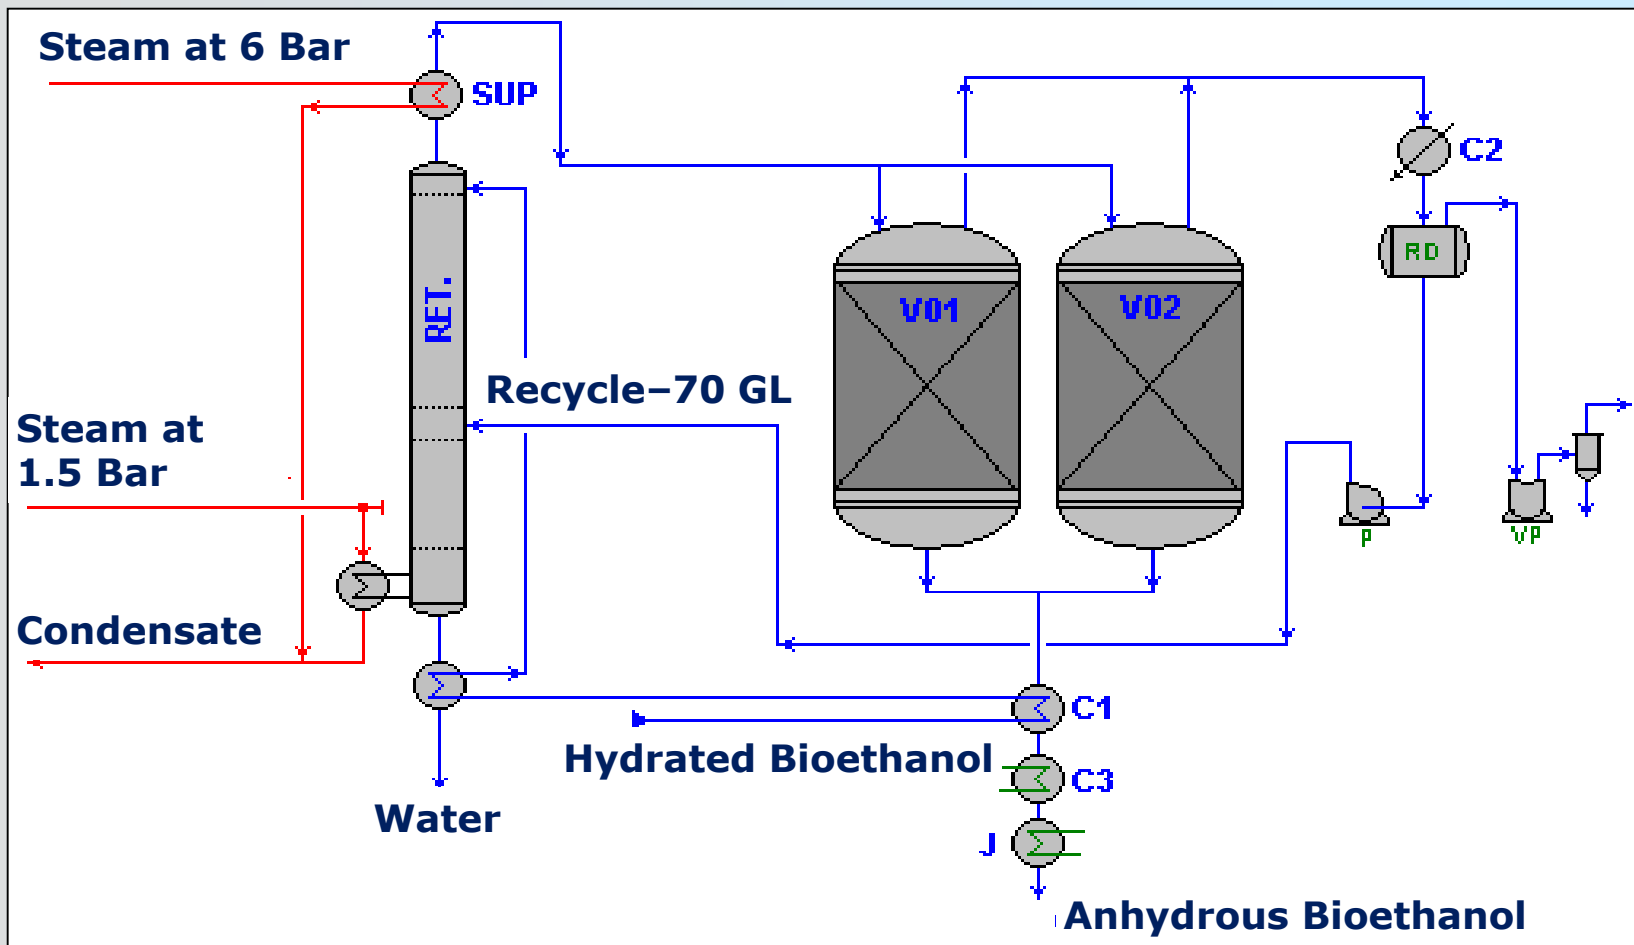 Steam at 6 Bar
SUP
C2
RD
RET.
V01
V02
Recycle–70 GL
Steam at
1.5 Bar
P
VP
Condensate
C1
Hydrated Bioethanol
C3
Water
J
Anhydrous Bioethanol